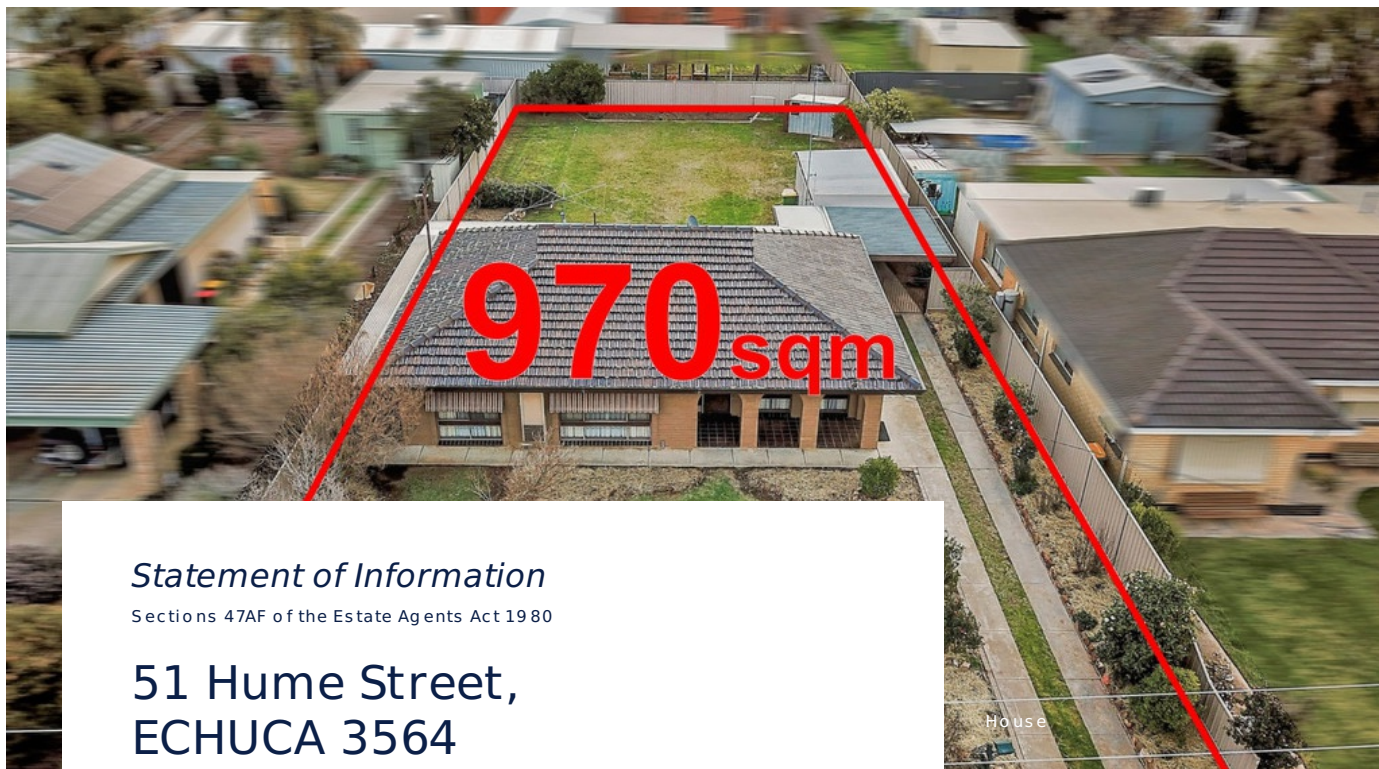 970sqm
Statement of Information
Sections 47AF of the Estate Agents Act 1980
51 Hume Street,
ECHUCA 3564
House